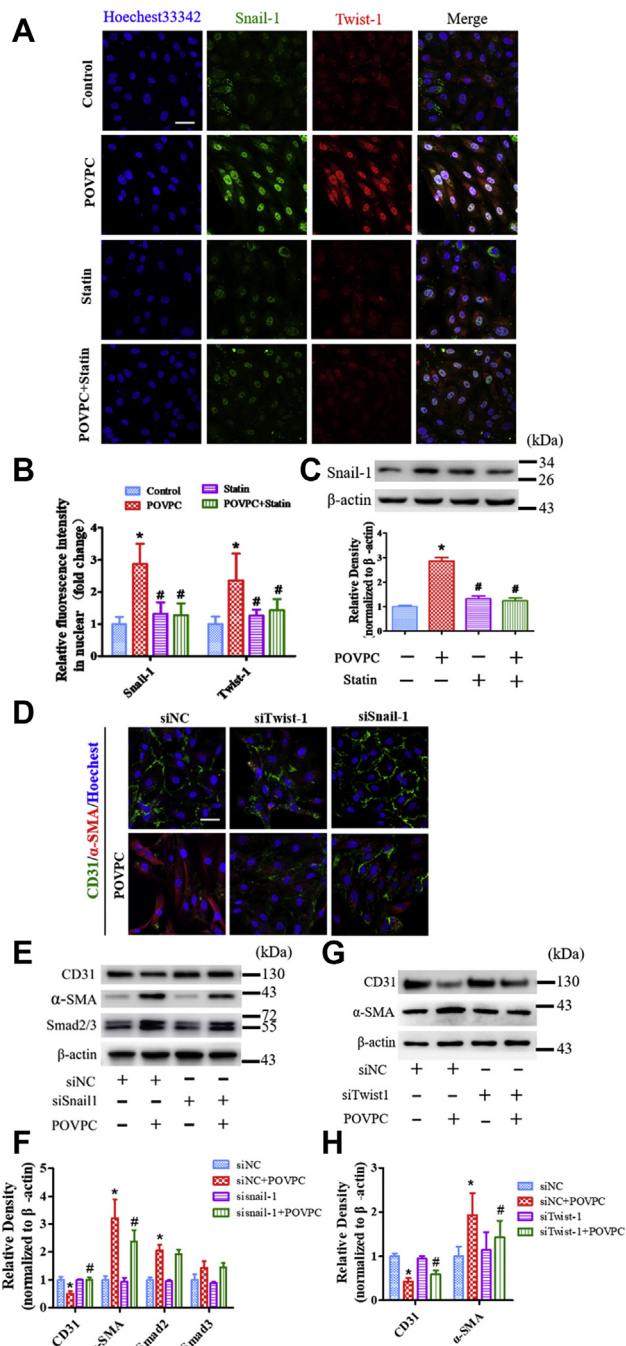 A
Hoechest33342 Snail-1 Twist-1 Merge
Control
POVPC
Statin
POVPC+Statin
B
Relative fluorescence intensity
in nuclear (fold change)
Control
POVPC
Statin
POVPC+Statin
4
3
2
1
0
* # # * # #
Snail-1 Twist-1
C
(kDa)
Snail-1
34
26
β-actin
43
Relative Density
(normalized to β -actin)
5
4
3
2
1
0
* # #
POVPC − + − +
Statin − − + +
D
siNC siTwist-1 siSnail-1
CD31/α-SMA/Hoechest
POVPC
E
(kDa)
CD31
130
α-SMA
43
Smad2/3
72
55
β-actin
43
siNC + + − −
siSnail1 − − + +
POVPC − + − +
G
(kDa)
CD31
130
α-SMA
43
β-actin
43
siNC + + − −
siTwist1 − − + +
POVPC − + − +
F
Relative Density
(normalized to β -actin)
siNC
siNC+POVPC
sisnail-1
sisnail-1+POVPC
5
4
3
2
1
0
* # * # *
CD31 α-SMA Smad2 Smad3
H
Relative Density
(normalized to β -actin)
siNC
siNC+POVPC
siTwist-1
siTwist-1+POVPC
3
2
1
0
* # * #
CD31 α-SMA